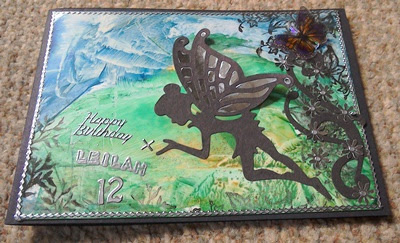 Happy
Birthday
X
LEILAH
12